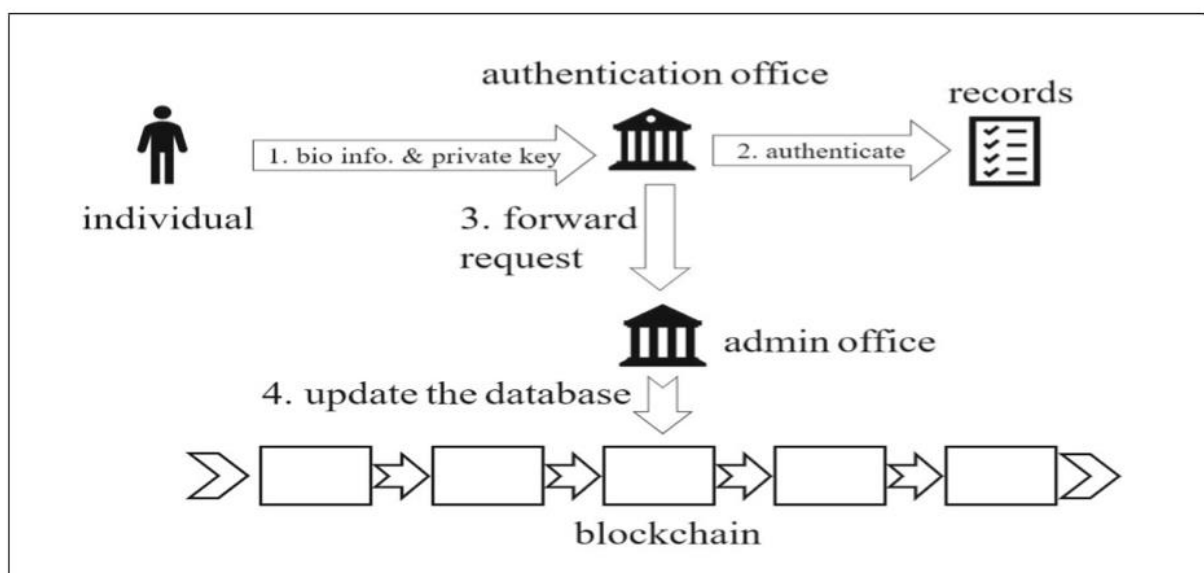 authentication office
records
1. bio info. & private key
2. authenticate
individual
3. forward
request
admin office
4. update the database
blockchain